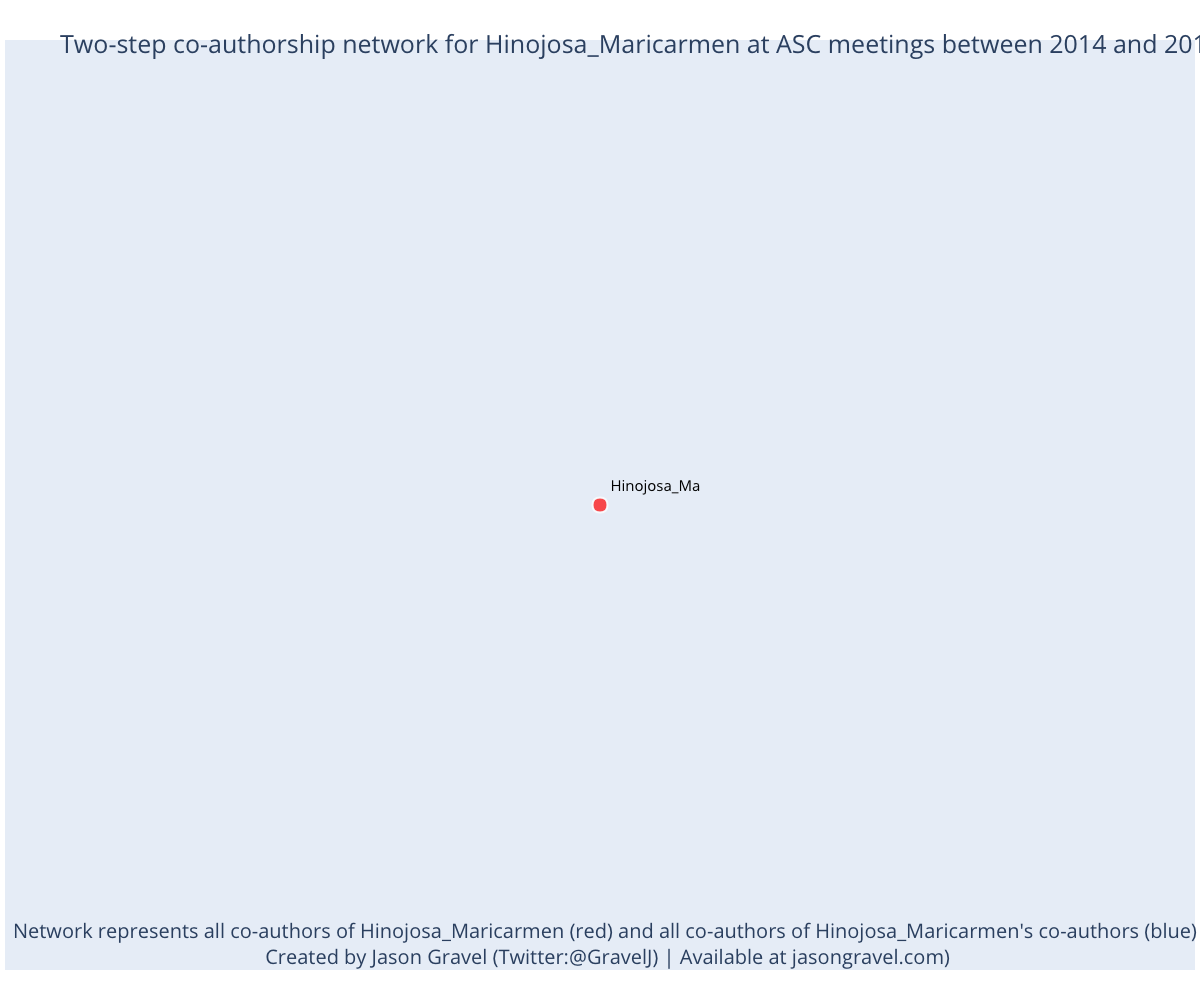 Two-step co-authorship network for Hinojosa_Maricarmen at ASC meetings between 2014 and 201
Hinojosa_Ma
Network represents all co-authors of Hinojosa_Maricarmen (red) and all co-authors of Hinojosa_Maricarmen's co-authors (blue)
Created by Jason Gravel (Twitter:@GravelJ) | Available at jasongravel.com)